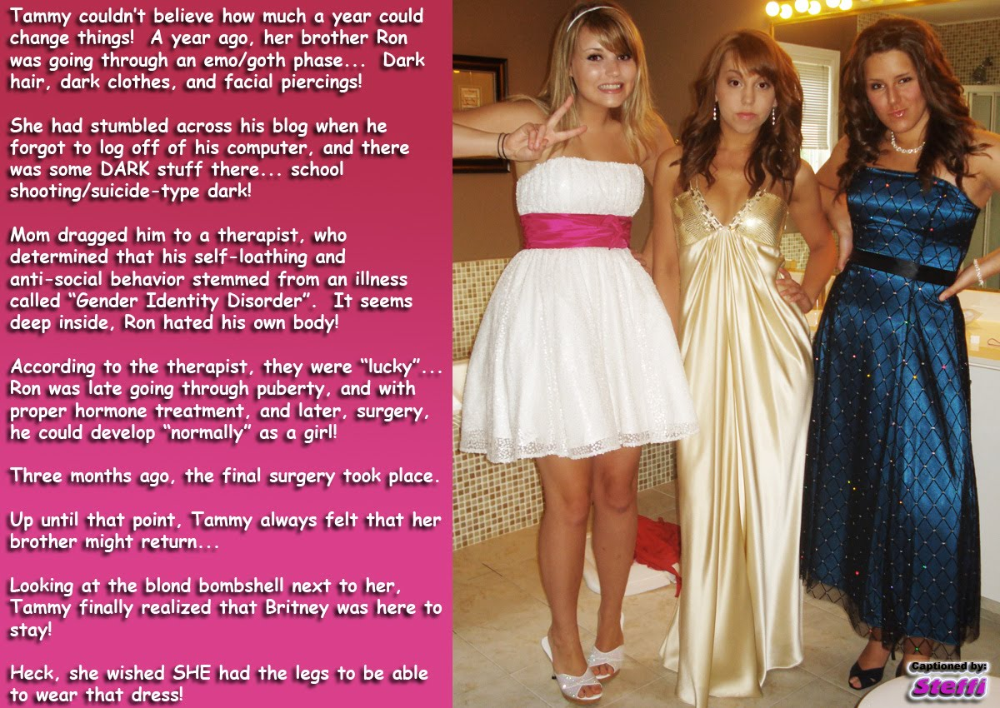 Tammy couldn't believe how much a year could
change things!  A year ago, her brother Ron
was going through an emo/goth phase...  Dark
hair, dark clothes, and facial piercings!
She had stumbled across his blog when he
forgot to log off of his computer, and there
was some DARK stuff there... school
shooting/suicide-type dark!
Mom dragged him to a therapist, who
determined that his self-loathing and
anti-social behavior stemmed from an illness
called "Gender Identity Disorder".  It seems
deep inside, Ron hated his own body!
According to the therapist, they were "lucky"...
Ron was late going through puberty, and with
proper hormone treatment, and later, surgery,
he could develop "normally" as a girl!
Three months ago, the final surgery took place.
Up until that point, Tammy always felt that her
brother might return...
Looking at the blond bombshell next to her,
Tammy finally realized that Britney was here to
stay!
Heck, she wished SHE had the legs to be able
to wear that dress!
Captioned by:
Steffi